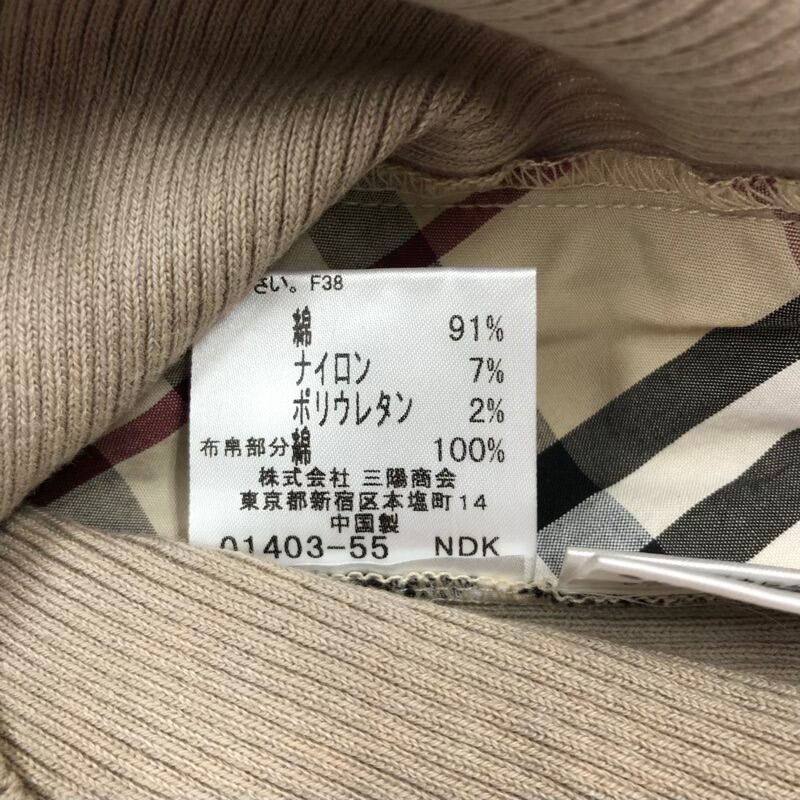 さい。F38
綿 91%
ナイロン 7%
ポリウレタン 2%
布帛部分綿 100%
株式会社 三陽商会
東京都新宿区本塩町14
中国製
01403-55 NDK